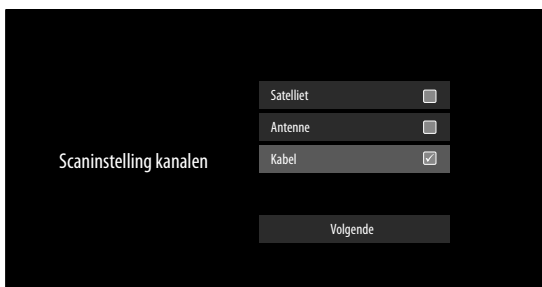 Satelliet
Antenne
Scaninstelling kanalen
Kabel
Volgende